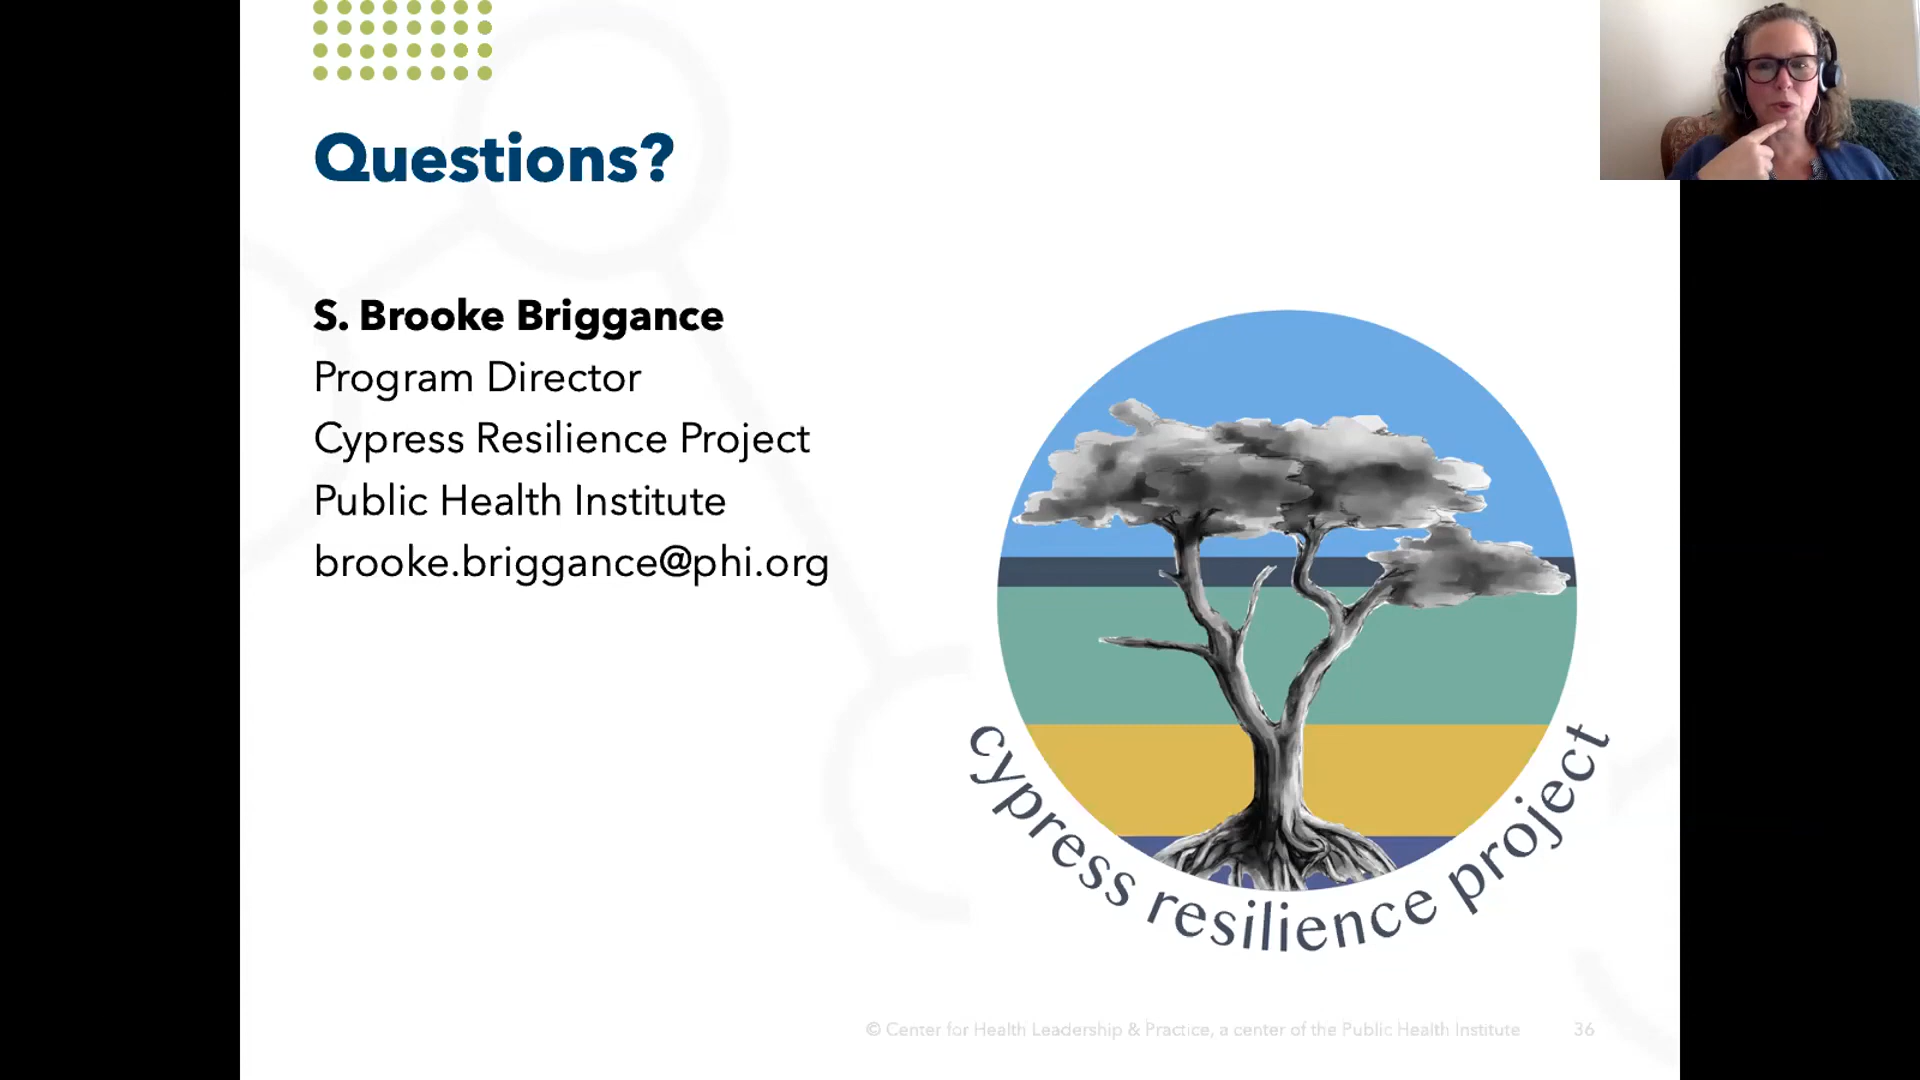 Questions?
S. Brooke Briggance
Program Director
Cypress Resilience Project
Public Health Institute
brooke.briggance@phi.org
cypress resilience project
© Center for Health Leadership & Practice, a center of the Public Health Institute 36